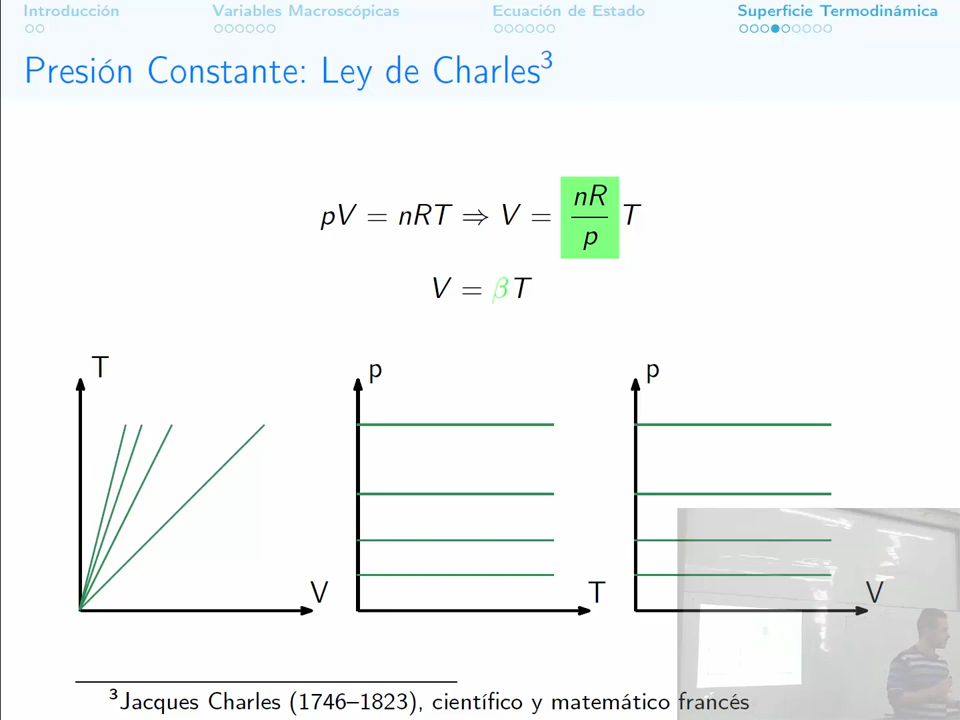 Introducción Variables Macroscópicas Ecuación de Estado Superficie Termodinámica
Presión Constante: Ley de Charles³
pV = nRT ⇒ V = nR/p T
V = βT
T p p
V T V
³Jacques Charles (1746–1823), científico y matemático francés